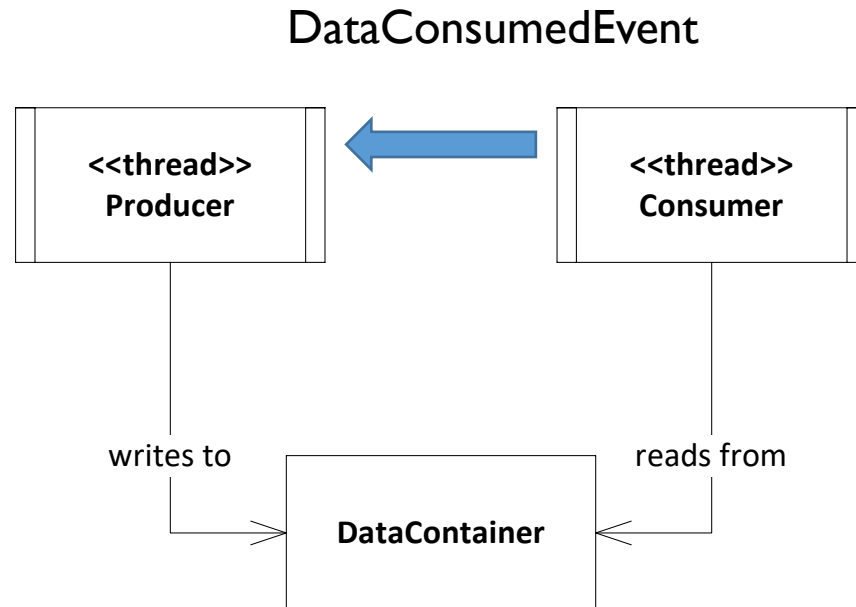 DataConsumedEvent
<<thread>>
Producer
<<thread>>
Consumer
writes to
reads from
DataContainer